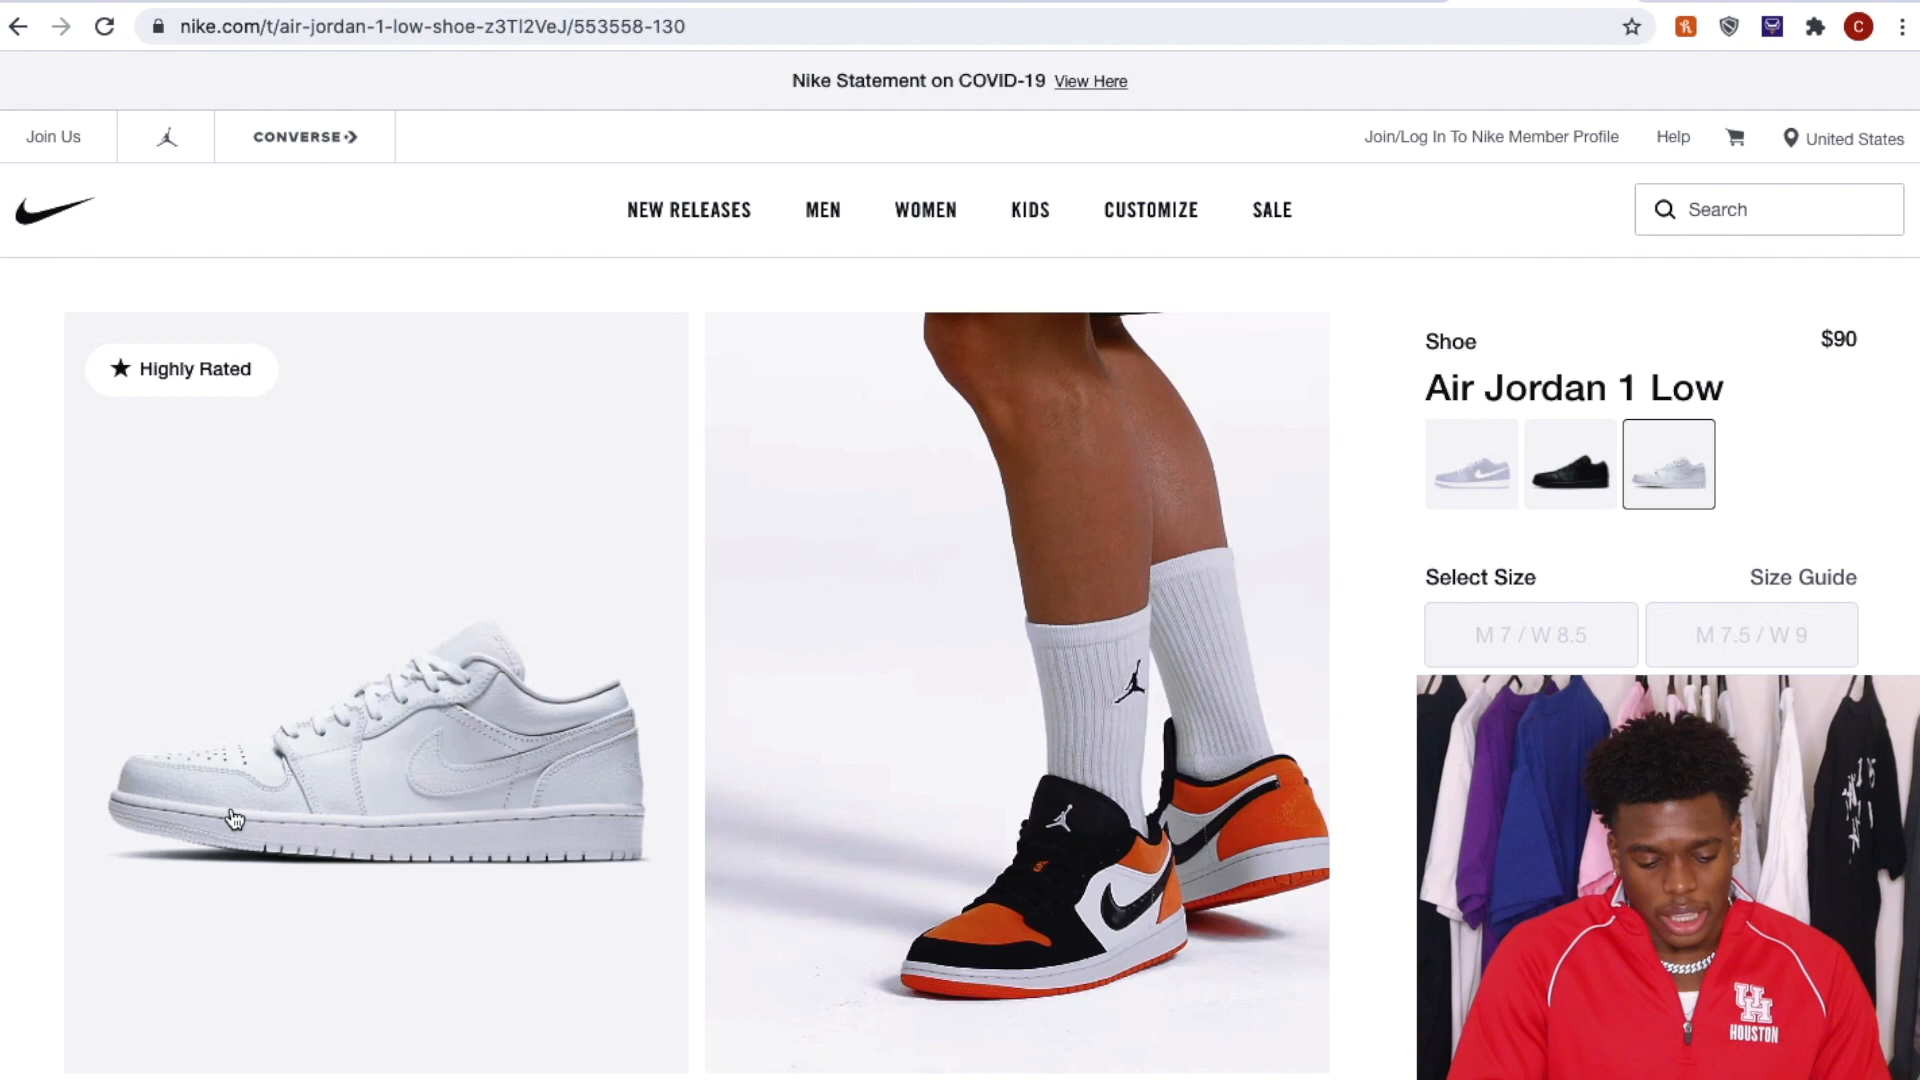 nike.com/t/air-jordan-1-low-shoe-z3Tl2VeJ/553558-130
C
Nike Statement on COVID-19 View Here
Join Us
CONVERSE
Join/Log In To Nike Member Profile
Help
United States
NEW RELEASES
MEN
WOMEN
KIDS
CUSTOMIZE
SALE
Search
Highly Rated
Shoe
$90
Air Jordan 1 Low
Select Size
Size Guide
M 7 / W 8.5
M 7.5 / W 9
UH
HOUSTON